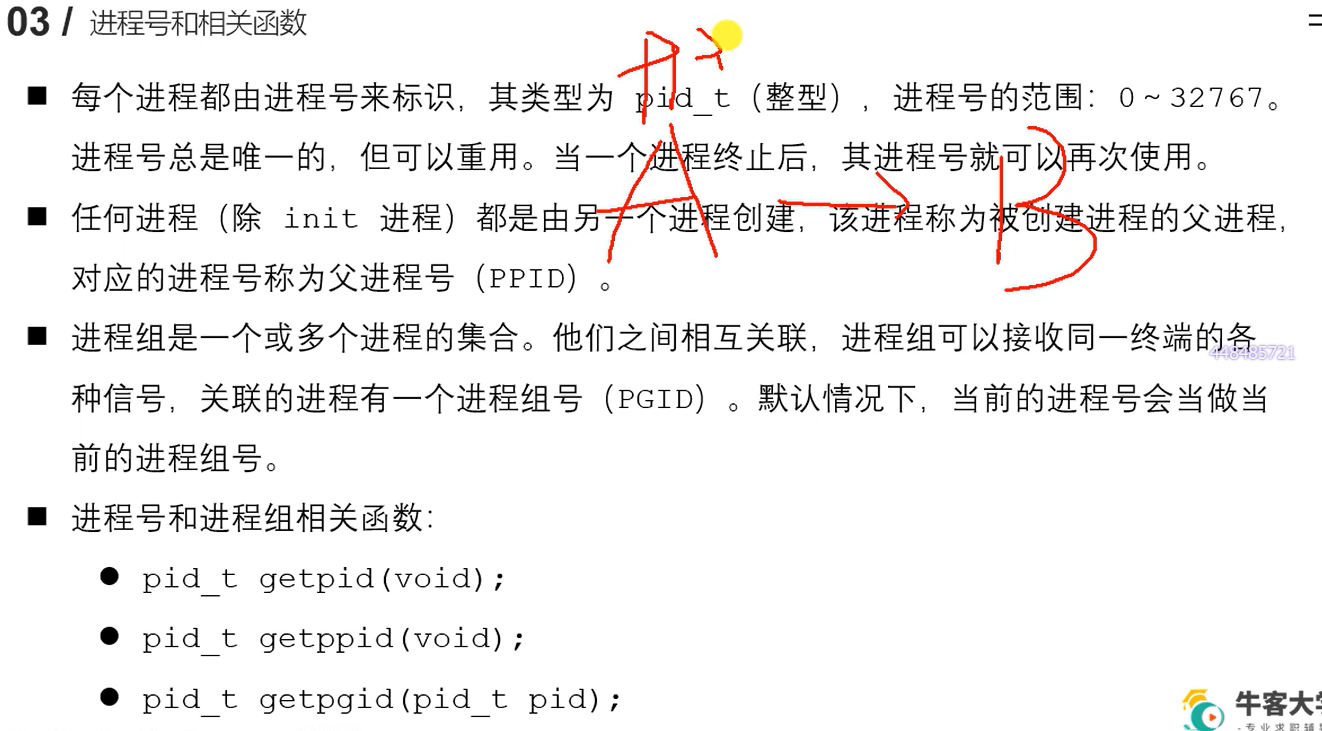 03 / 进程号和相关函数
■ 每个进程都由进程号来标识，其类型为 pid_t（整型），进程号的范围：0～32767。
进程号总是唯一的，但可以重用。当一个进程终止后，其进程号就可以再次使用。
■ 任何进程（除 init 进程）都是由另一个进程创建，该进程称为被创建进程的父进程，
对应的进程号称为父进程号（PPID）。
■ 进程组是一个或多个进程的集合。他们之间相互关联，进程组可以接收同一终端的各
种信号，关联的进程有一个进程组号（PGID）。默认情况下，当前的进程号会当做当
前的进程组号。
■ 进程号和进程组相关函数：
● pid_t getpid(void);
● pid_t getppid(void);
● pid_t getpgid(pid_t pid);
A → B
448485721
牛客大学